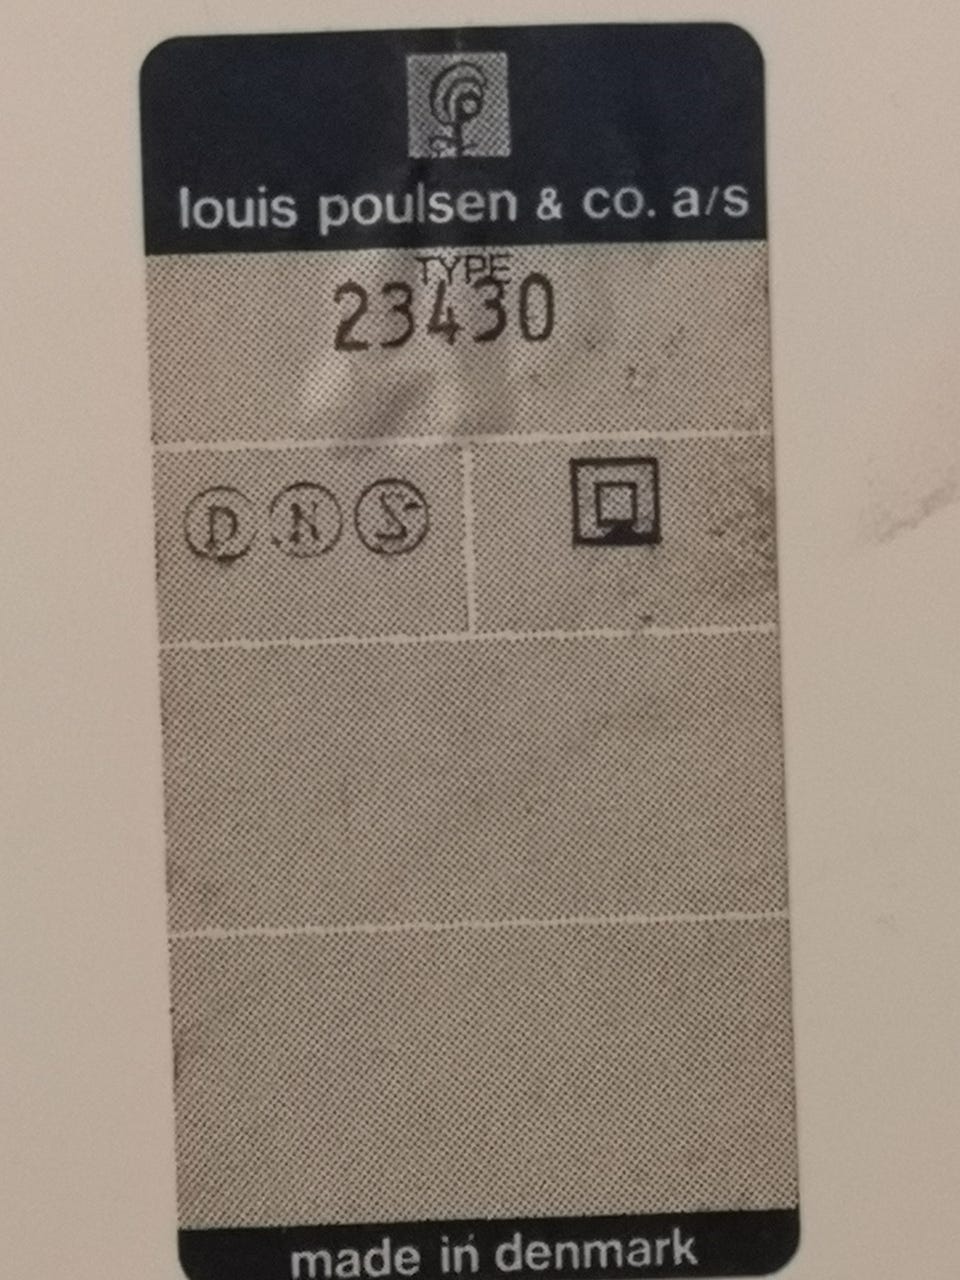 louis poulsen & co. a/s
TYPE
23430
D N S
made in denmark